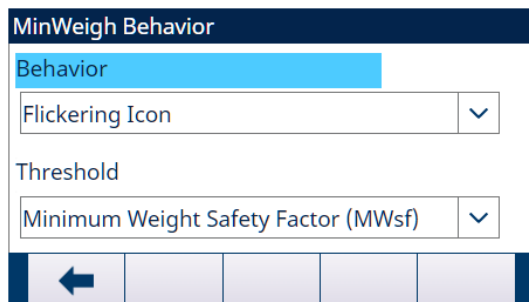 MinWeigh Behavior
Behavior
Flickering Icon
Threshold
Minimum Weight Safety Factor (MWsf)